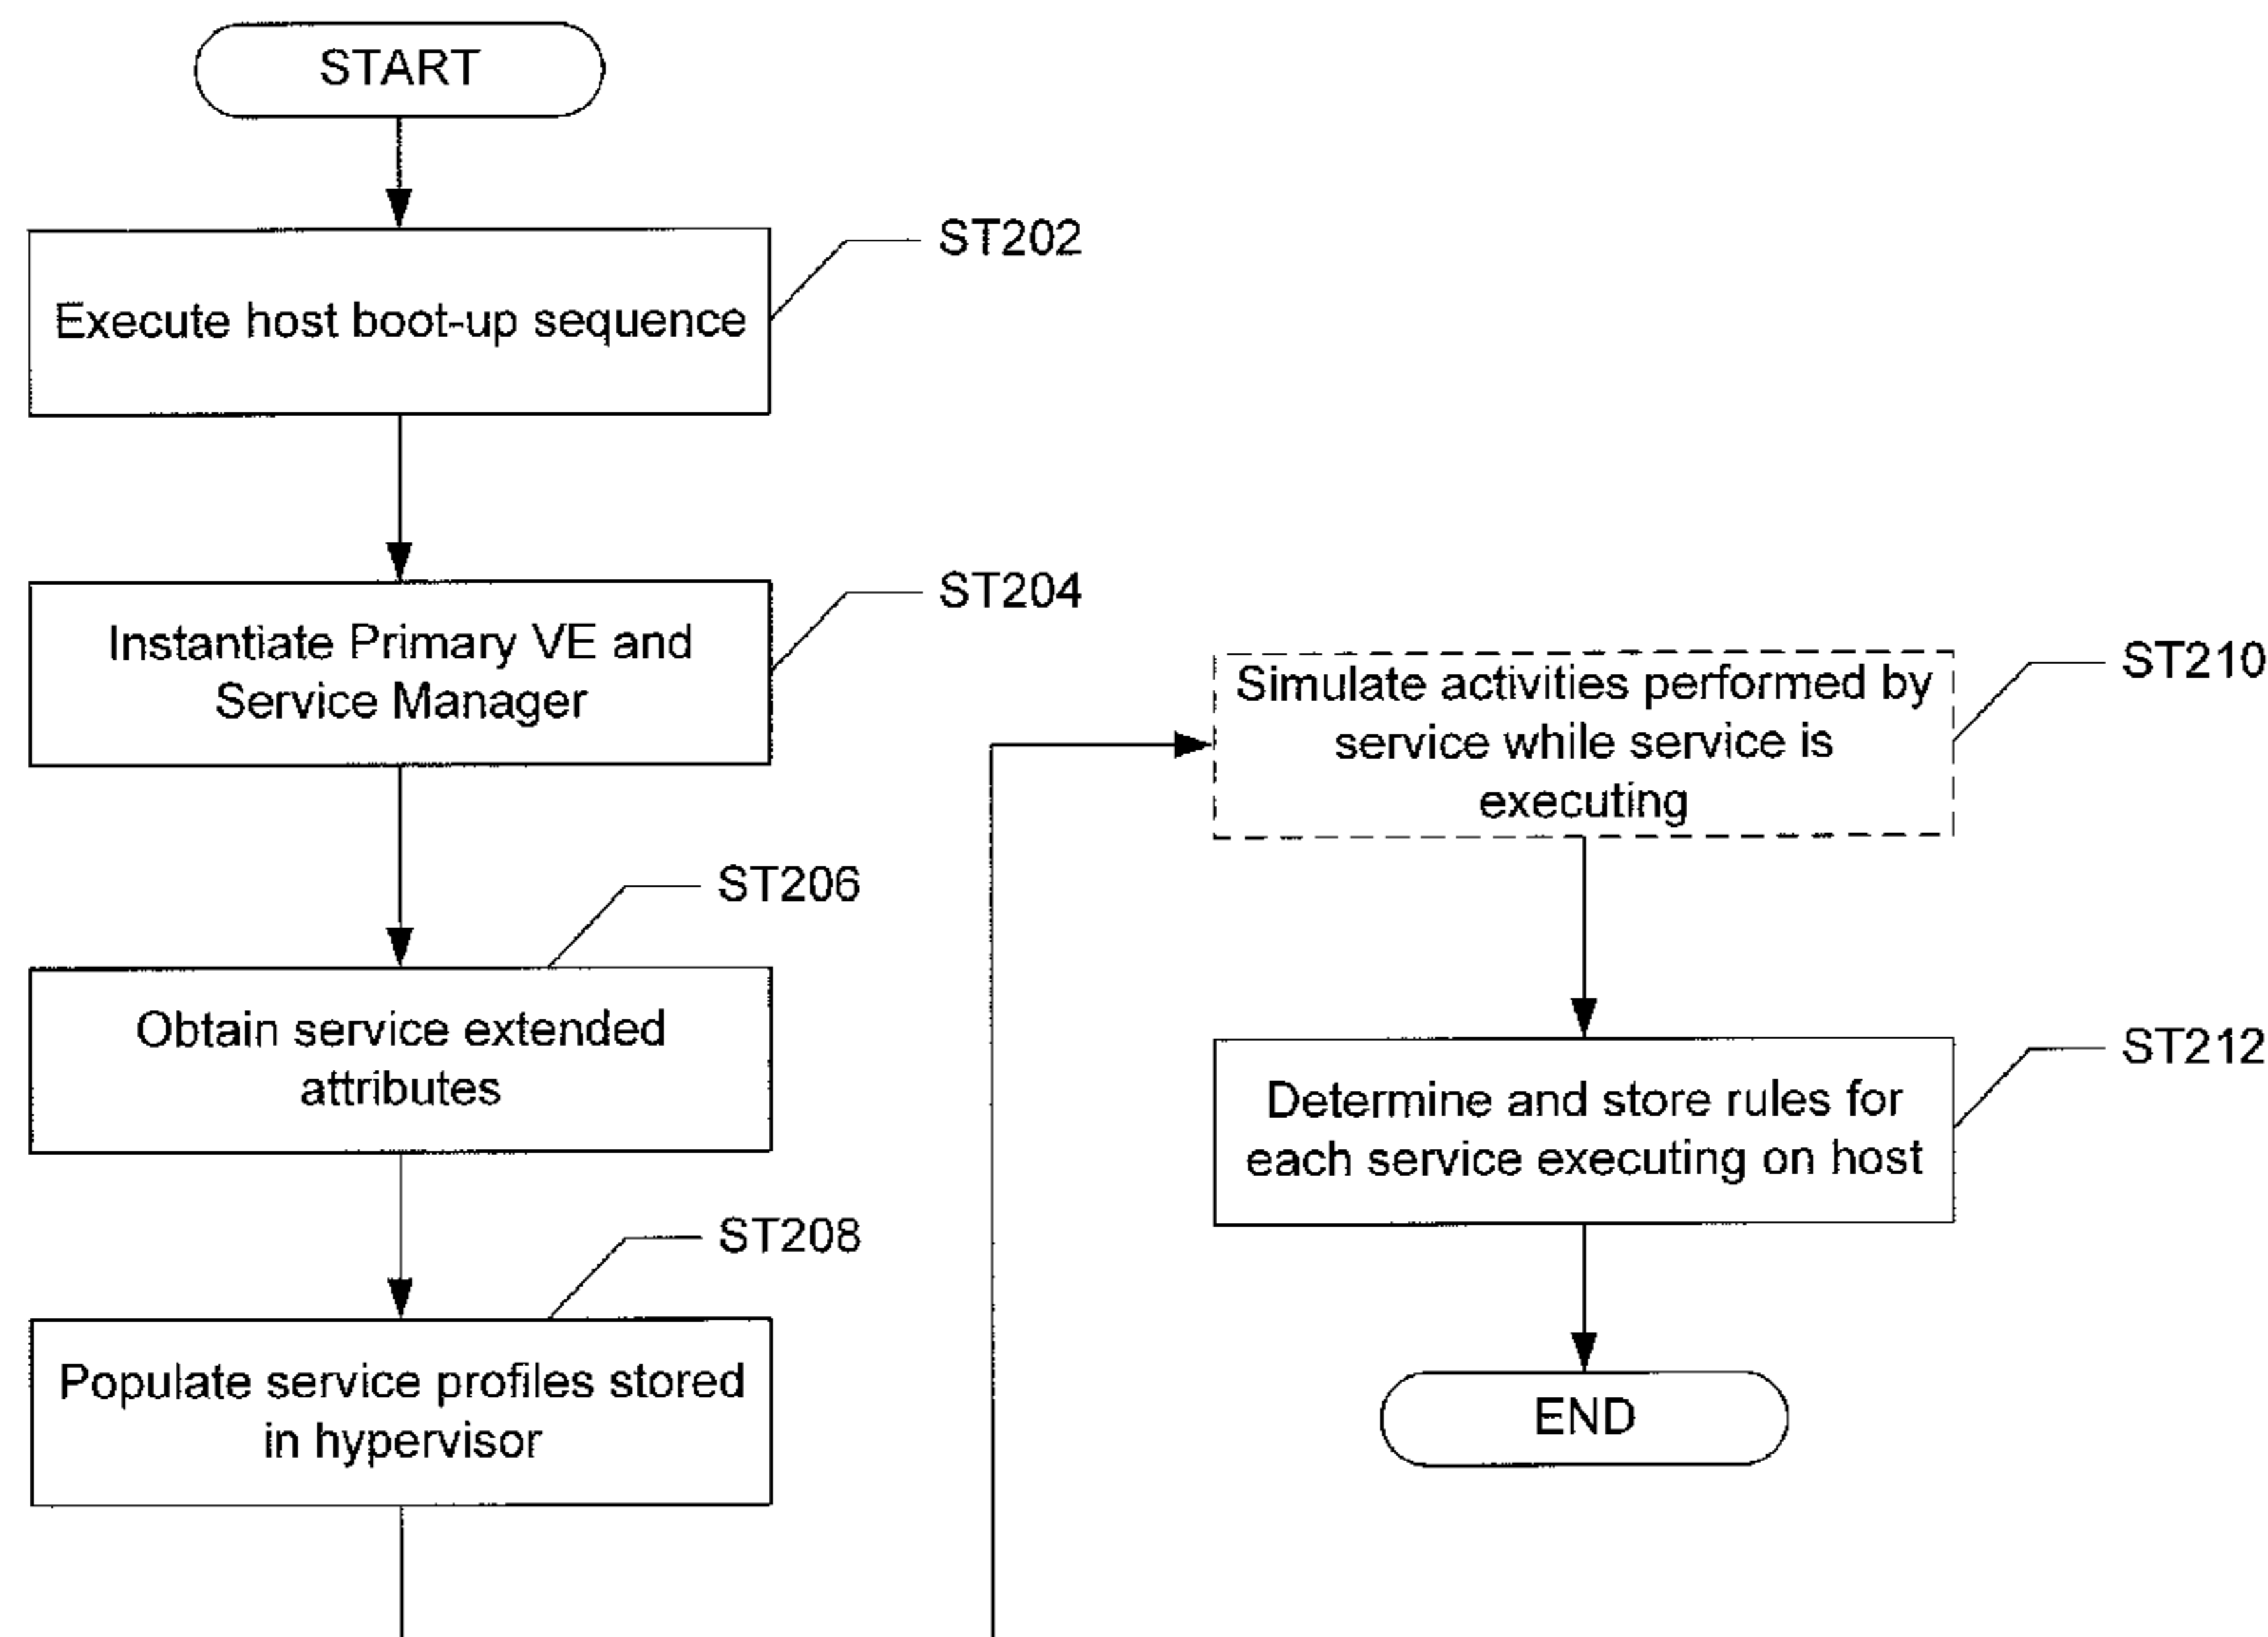 START
ST202
Execute host boot-up sequence
ST204
Instantiate Primary VE and
Service Manager
ST206
Obtain service extended
attributes
ST208
Populate service profiles stored
in hypervisor
ST210
Simulate activities performed by
service while service is
executing
ST212
Determine and store rules for
each service executing on host
END